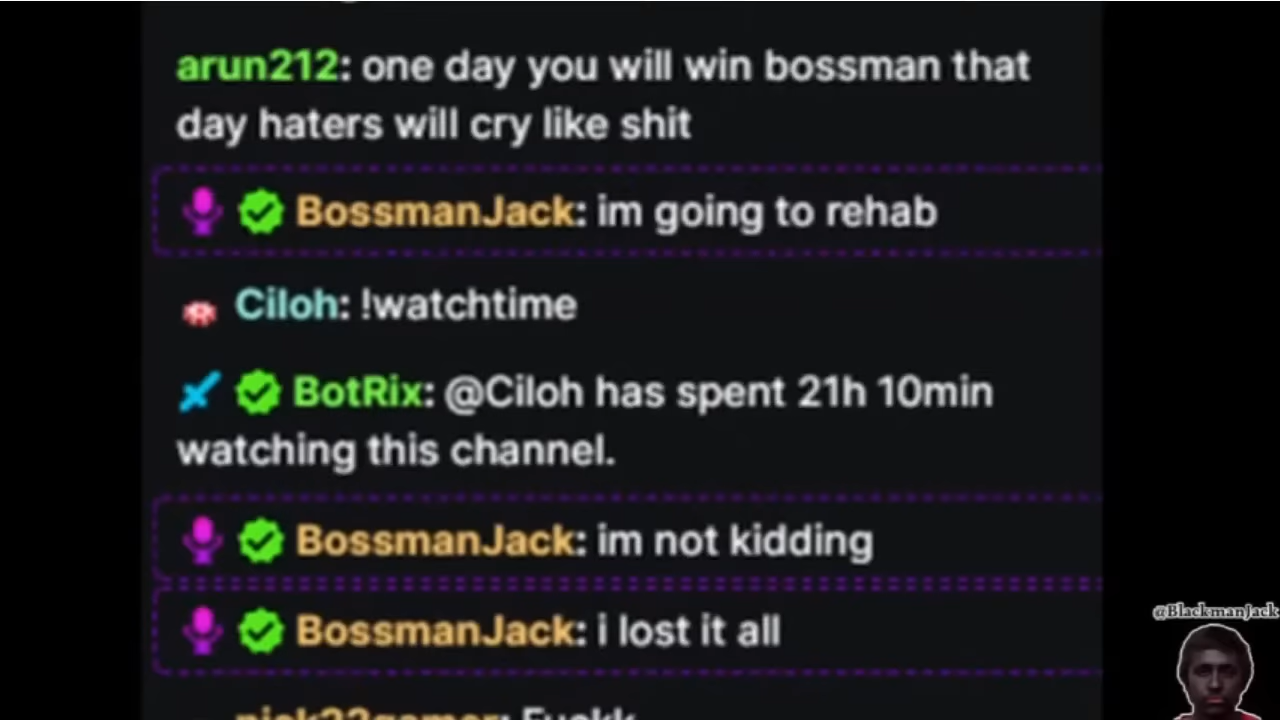 arun212: one day you will win bossman that
day haters will cry like shit
BossmanJack: im going to rehab
Ciloh: !watchtime
BotRix: @Ciloh has spent 21h 10min
watching this channel.
BossmanJack: im not kidding
BossmanJack: i lost it all
@BlackmanJack